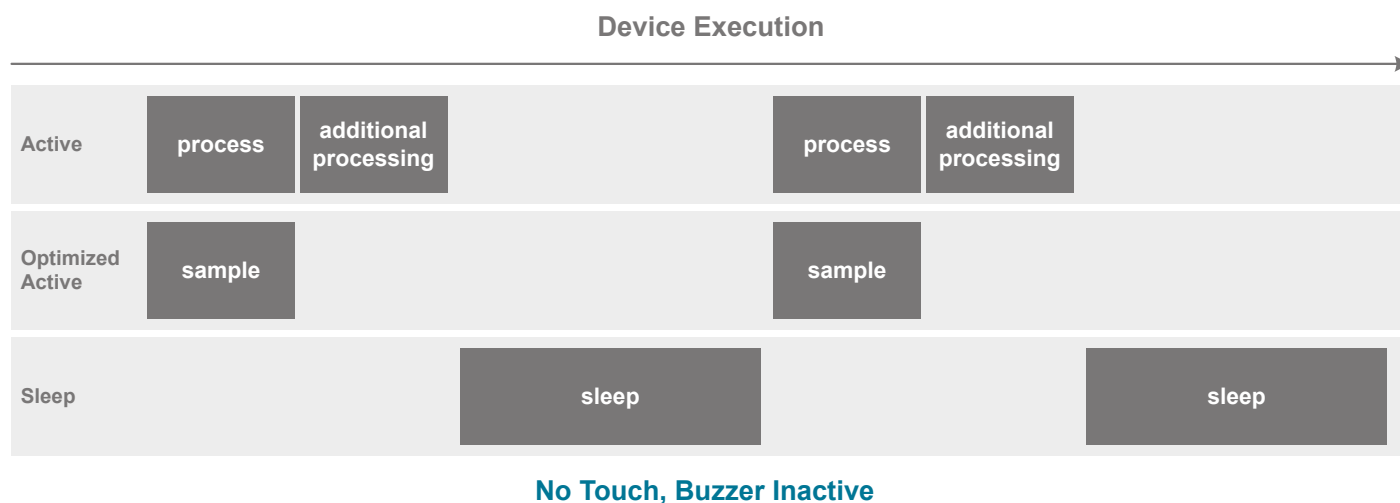 Device Execution
Active
process
additional
processing
process
additional
processing
Optimized
Active
sample
sample
Sleep
sleep
sleep
No Touch, Buzzer Inactive